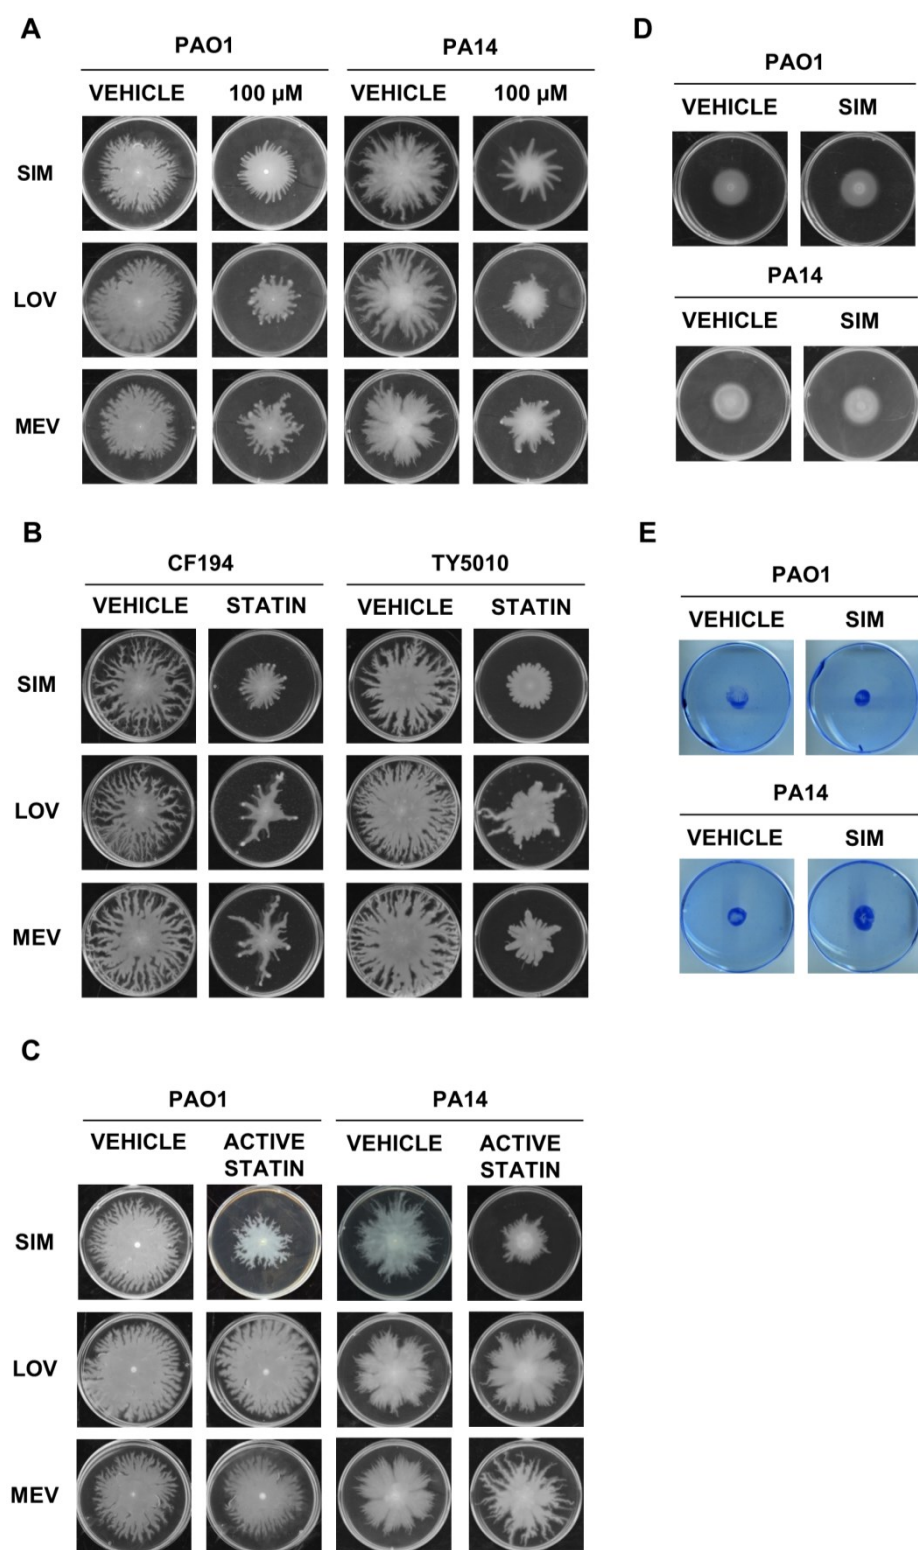 A
PAO1 PA14
VEHICLE 100 µM VEHICLE 100 µM
SIM
LOV
MEV
B
CF194 TY5010
VEHICLE STATIN VEHICLE STATIN
SIM
LOV
MEV
C
PAO1 PA14
VEHICLE ACTIVE STATIN VEHICLE ACTIVE STATIN
SIM
LOV
MEV
D
PAO1
VEHICLE SIM
PA14
VEHICLE SIM
E
PAO1
VEHICLE SIM
PA14
VEHICLE SIM